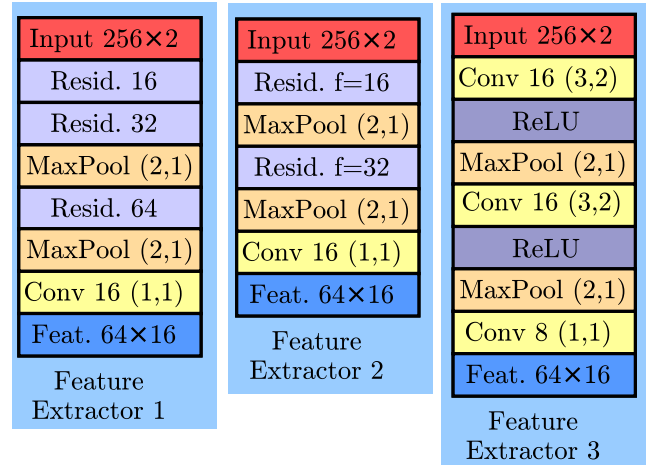 Input 256×2
Resid. 16
Resid. 32
MaxPool (2,1)
Resid. 64
MaxPool (2,1)
Conv 16 (1,1)
Feat. 64×16
Feature
Extractor 1
Input 256×2
Resid. f=16
MaxPool (2,1)
Resid. f=32
MaxPool (2,1)
Conv 16 (1,1)
Feat. 64×16
Feature
Extractor 2
Input 256×2
Conv 16 (3,2)
ReLU
MaxPool (2,1)
Conv 16 (3,2)
ReLU
MaxPool (2,1)
Conv 8 (1,1)
Feat. 64×16
Feature
Extractor 3